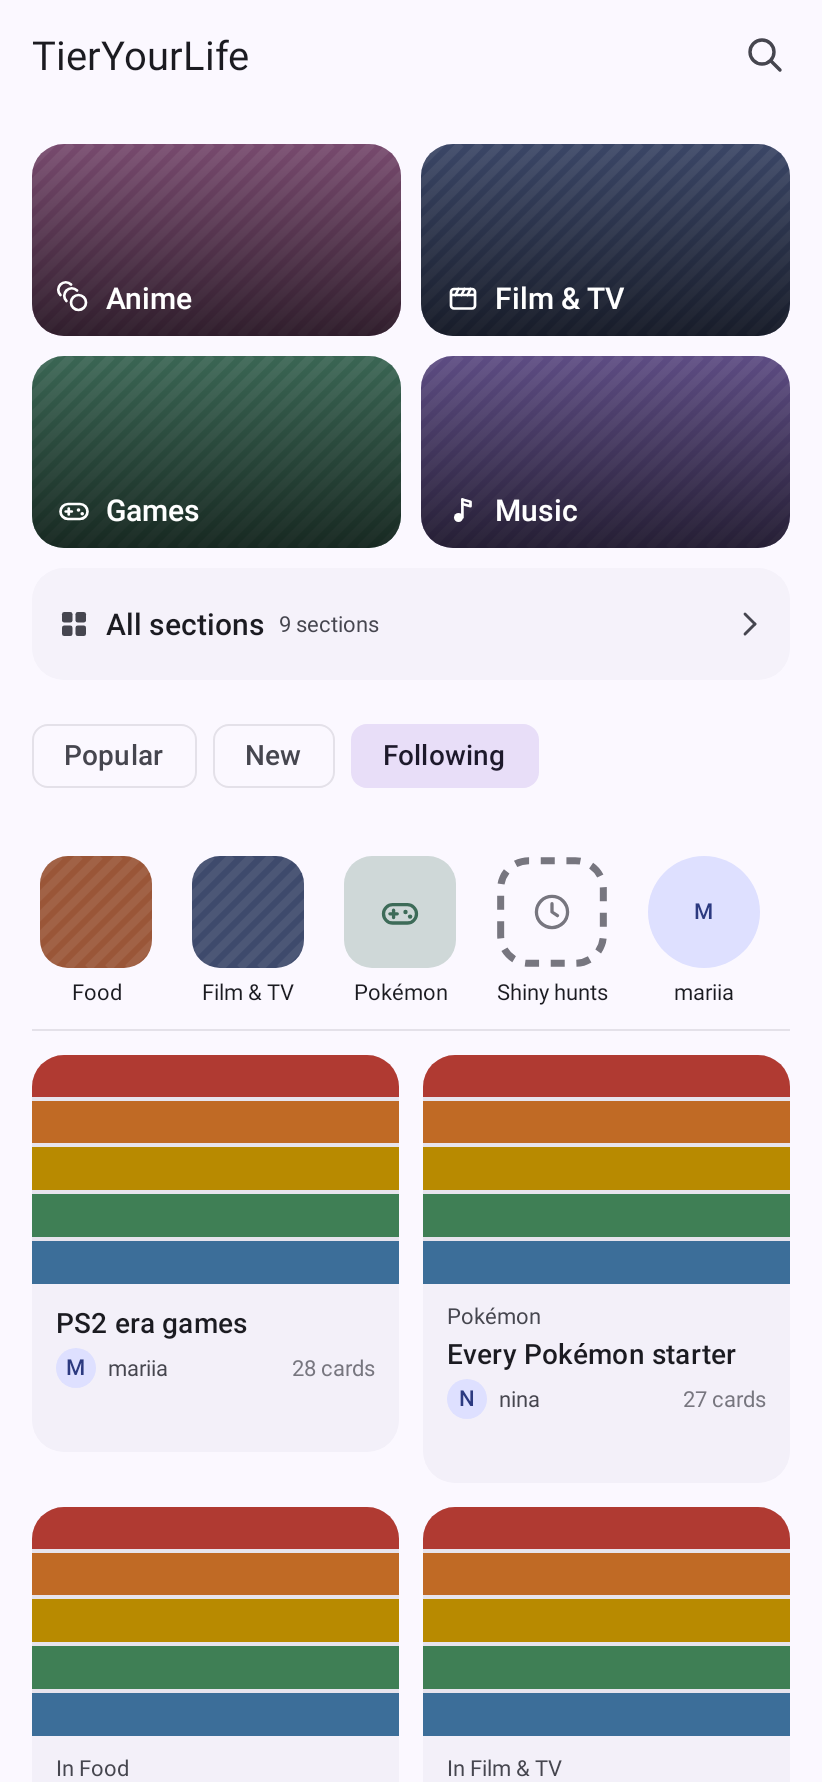 TierYourLife
Anime
Film & TV
Games
Music
All sections 9 sections
Popular
New
Following
Food
Film & TV
Pokémon
Shiny hunts
M
mariia
PS2 era games
M mariia 28 cards
Pokémon
Every Pokémon starter
N nina 27 cards
In Food
In Film & TV